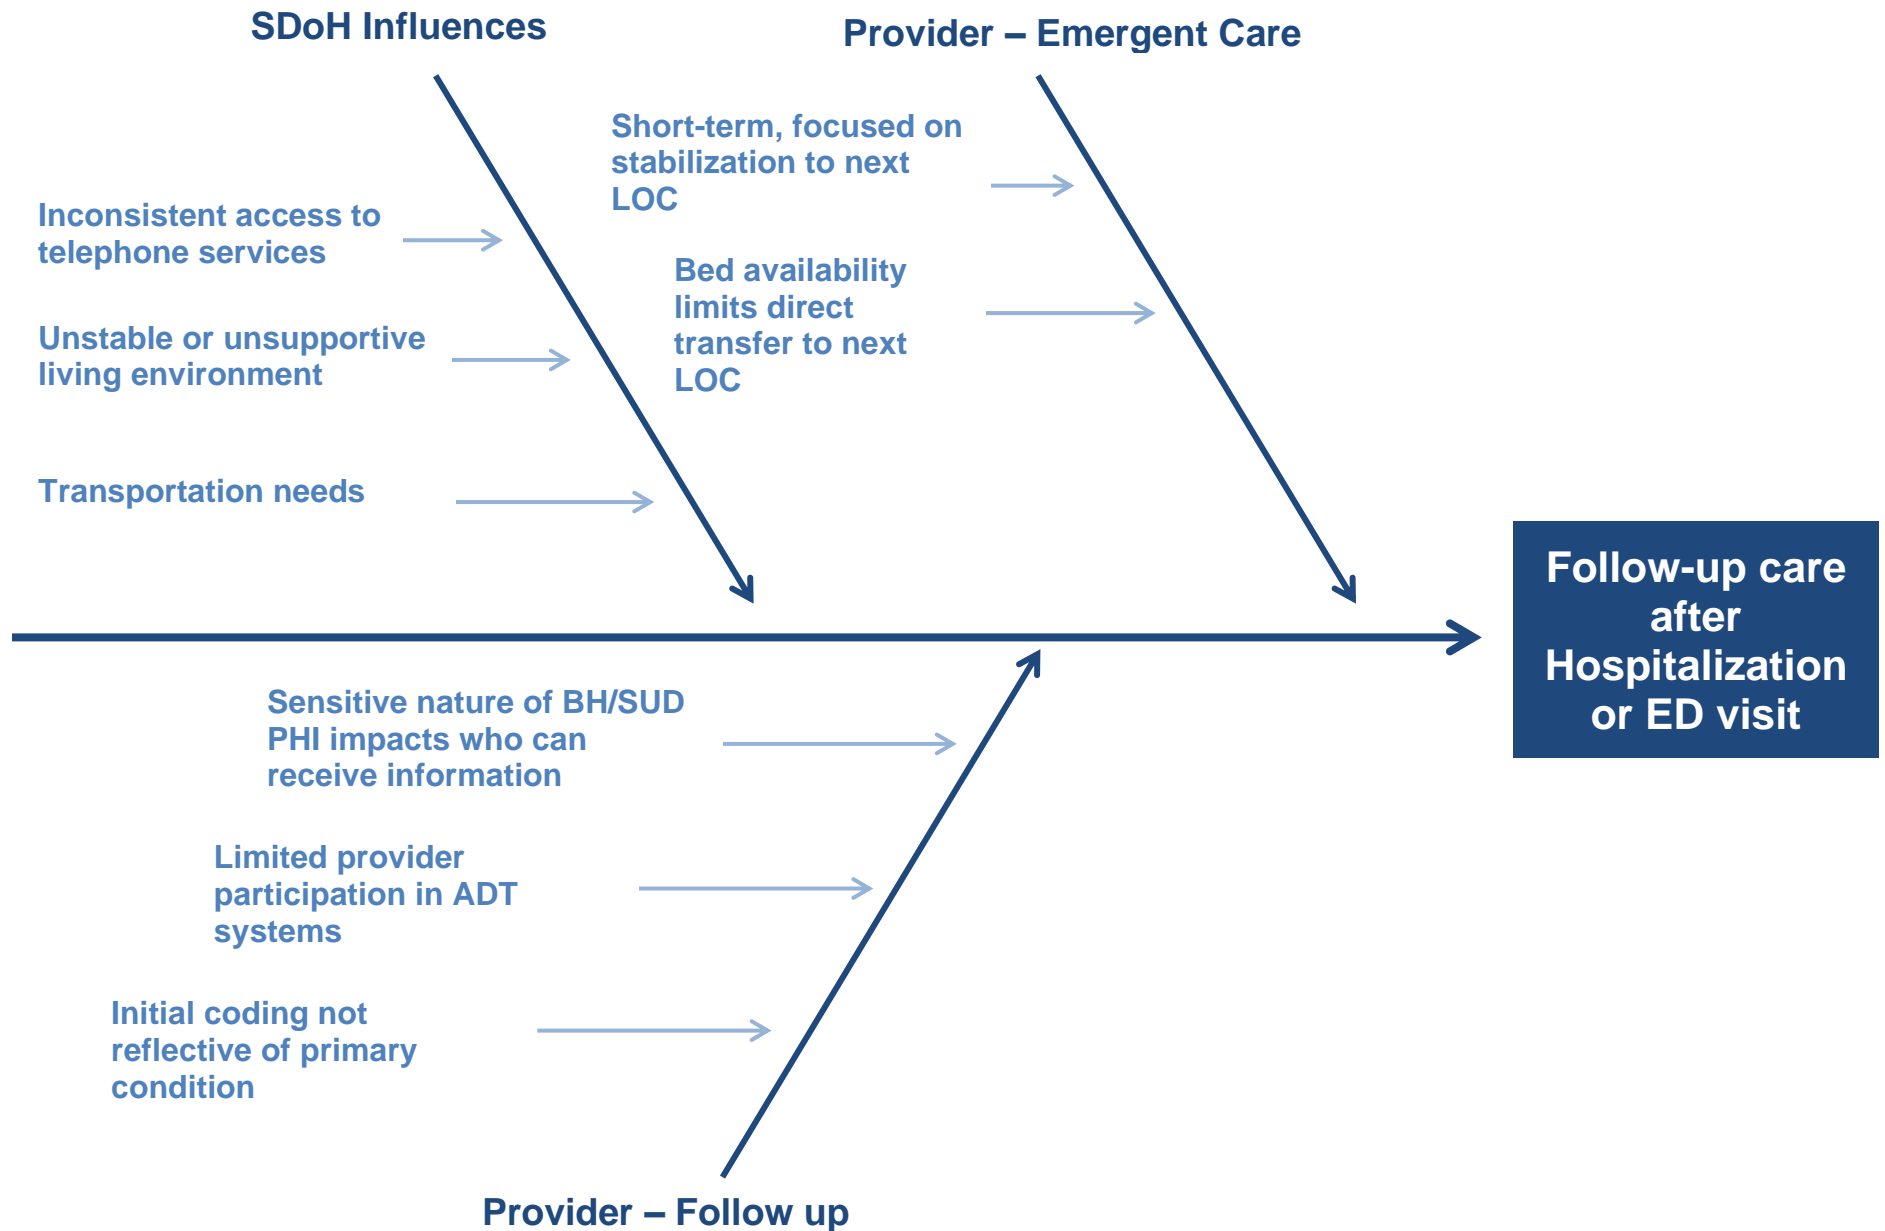 SDoH Influences
Provider – Emergent Care
Short-term, focused on
stabilization to next
LOC
Inconsistent access to
telephone services
Bed availability
limits direct
transfer to next
LOC
Unstable or unsupportive
living environment
Transportation needs
Follow-up care
after
Hospitalization
or ED visit
Sensitive nature of BH/SUD
PHI impacts who can
receive information
Limited provider
participation in ADT
systems
Initial coding not
reflective of primary
condition
Provider – Follow up